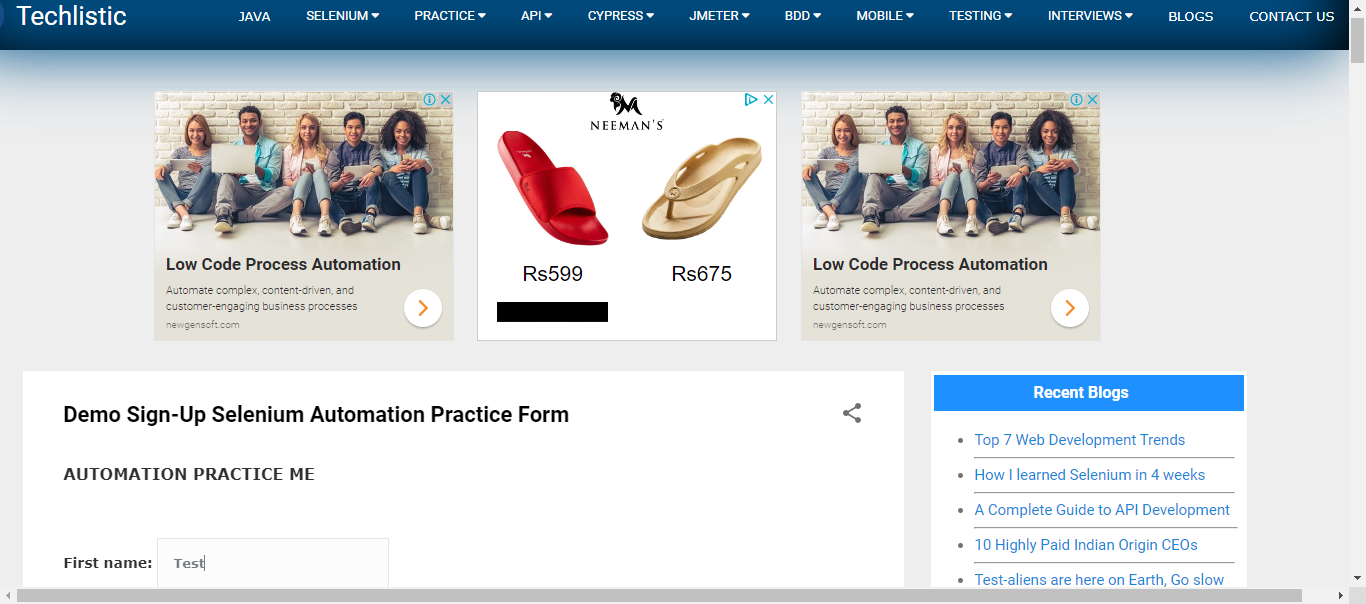 Techlistic
JAVA SELENIUM PRACTICE API CYPRESS JMETER BDD MOBILE TESTING INTERVIEWS BLOGS CONTACT US
Low Code Process Automation
Automate complex, content-driven, and
customer-engaging business processes
newgensoft.com
NEEMAN'S
Rs599 Rs675
Low Code Process Automation
Automate complex, content-driven, and
customer-engaging business processes
newgensoft.com
Demo Sign-Up Selenium Automation Practice Form
AUTOMATION PRACTICE ME
First name: Test
Recent Blogs
Top 7 Web Development Trends
How I learned Selenium in 4 weeks
A Complete Guide to API Development
10 Highly Paid Indian Origin CEOs
Test-aliens are here on Earth, Go slow